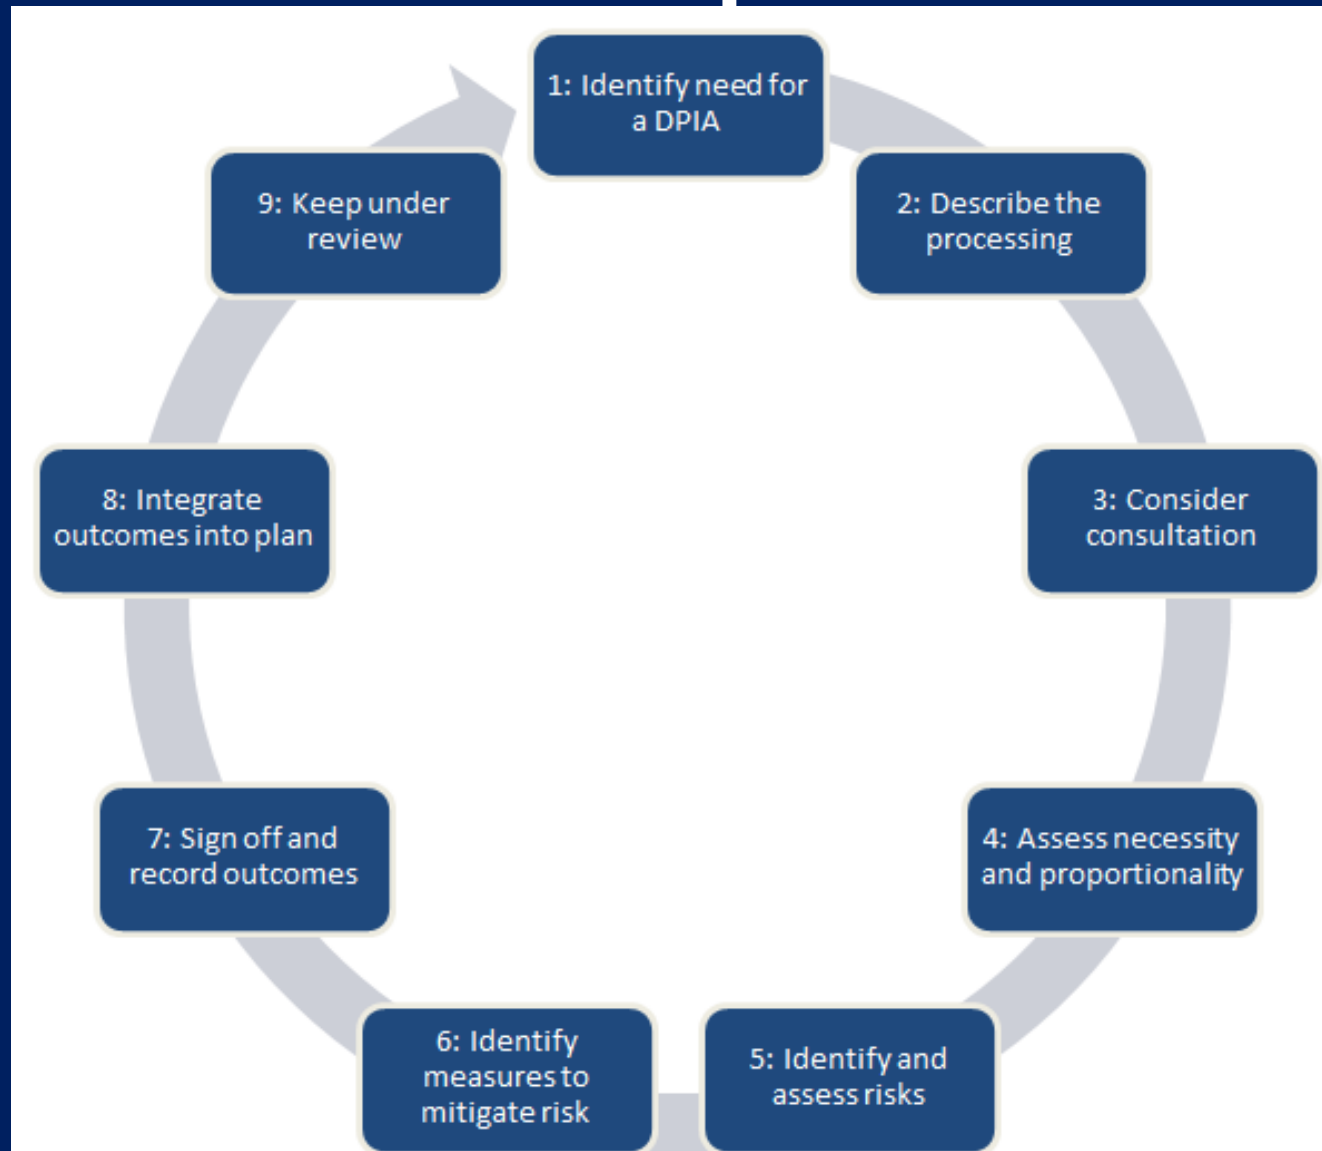 1: Identify need for
a DPIA
2: Describe the
processing
3: Consider
consultation
4: Assess necessity
and proportionality
5: Identify and
assess risks
6: Identify
measures to
mitigate risk
7: Sign off and
record outcomes
8: Integrate
outcomes into plan
9: Keep under
review